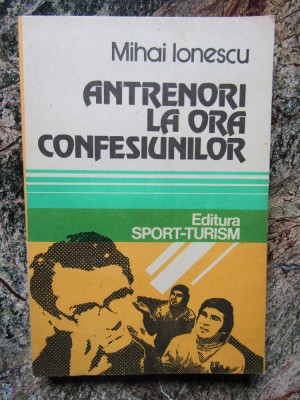 Mihai Ionescu
ANTRENORI
LA ORA
CONFESIUNILOR
Editura
SPORT-TURISM